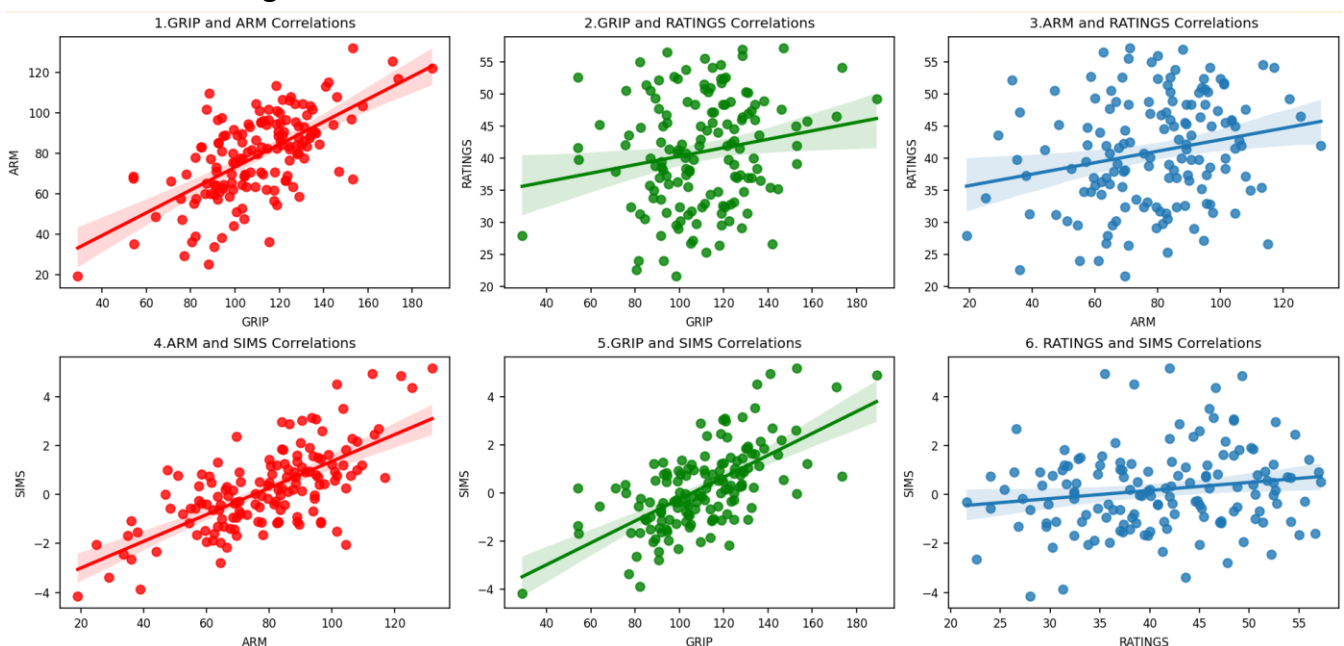 1.GRIP and ARM Correlations
ARM
120
100
80
60
40
20
40 60 80 100 120 140 160 180
GRIP
2.GRIP and RATINGS Correlations
RATINGS
55
50
45
40
35
30
25
20
40 60 80 100 120 140 160 180
GRIP
3.ARM and RATINGS Correlations
RATINGS
55
50
45
40
35
30
25
20
20 40 60 80 100 120
ARM
4.ARM and SIMS Correlations
SIMS
4
2
0
−2
−4
20 40 60 80 100 120
ARM
5.GRIP and SIMS Correlations
SIMS
4
2
0
−2
−4
40 60 80 100 120 140 160 180
GRIP
6. RATINGS and SIMS Correlations
SIMS
4
2
0
−2
−4
20 25 30 35 40 45 50 55
RATINGS